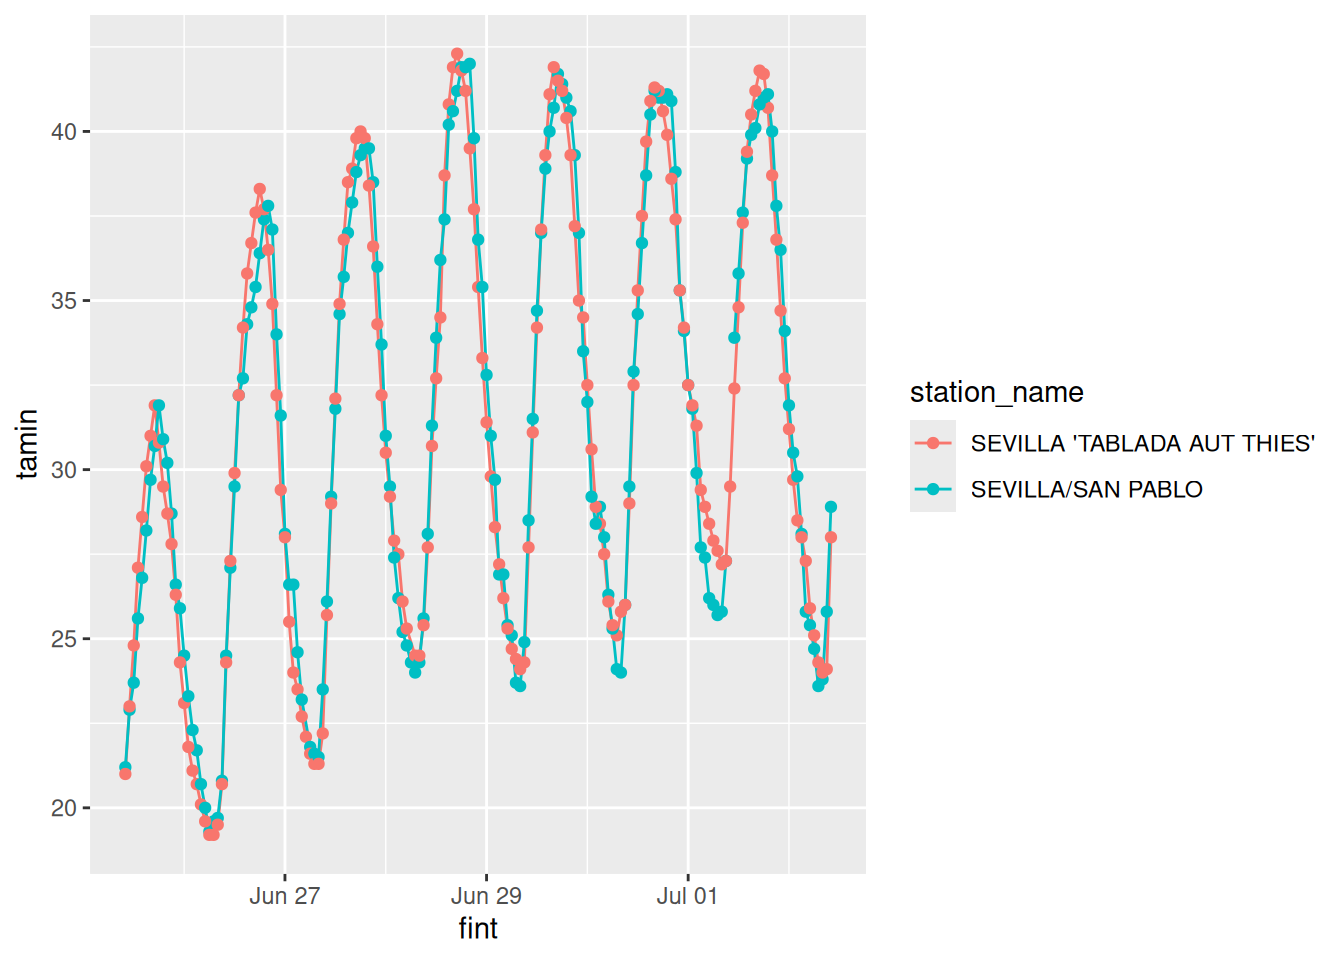 40
35
30
25
20
tamin
Jun 27
Jun 29
Jul 01
fint
station_name
SEVILLA 'TABLADA AUT THIES'
SEVILLA/SAN PABLO